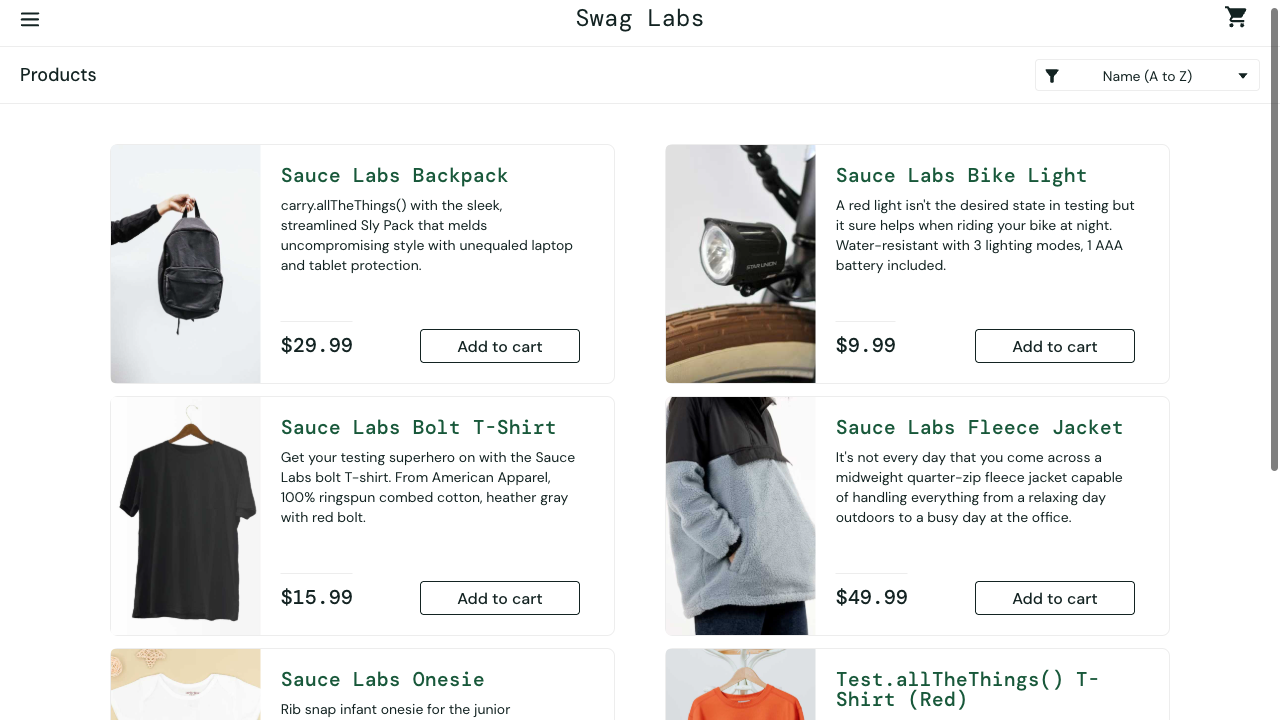 Swag Labs
Products
Name (A to Z)
Sauce Labs Backpack
carry.allTheThings() with the sleek,
streamlined Sly Pack that melds
uncompromising style with unequaled laptop
and tablet protection.
$29.99
Add to cart
Sauce Labs Bike Light
A red light isn't the desired state in testing but
it sure helps when riding your bike at night.
Water-resistant with 3 lighting modes, 1 AAA
battery included.
STAR UNION
$9.99
Add to cart
Sauce Labs Bolt T-Shirt
Get your testing superhero on with the Sauce
Labs bolt T-shirt. From American Apparel,
100% ringspun combed cotton, heather gray
with red bolt.
$15.99
Add to cart
Sauce Labs Fleece Jacket
It's not every day that you come across a
midweight quarter-zip fleece jacket capable
of handling everything from a relaxing day
outdoors to a busy day at the office.
$49.99
Add to cart
Sauce Labs Onesie
Rib snap infant onesie for the junior
Test.allTheThings() T-
Shirt (Red)